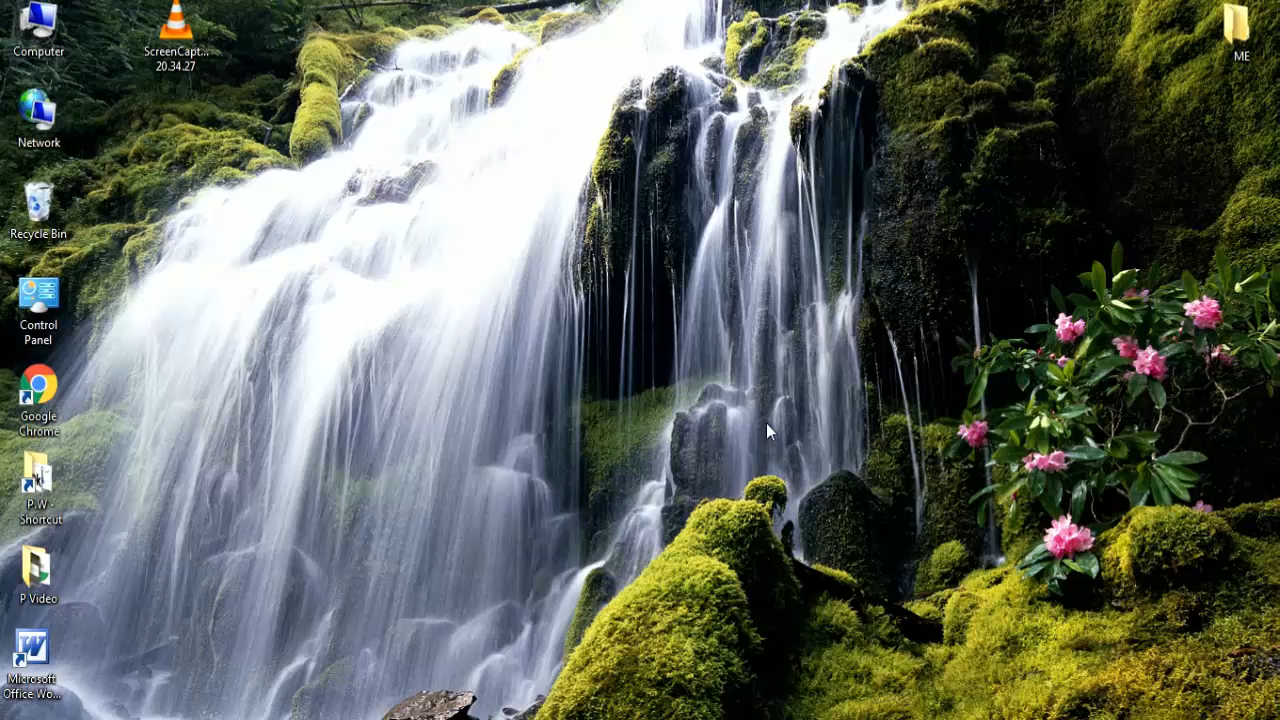 Computer
ScreenCapt...
20.34.27
ME
Network
Recycle Bin
Control
Panel
Google
Chrome
P.W -
Shortcut
P Video
Microsoft
Office Wo...